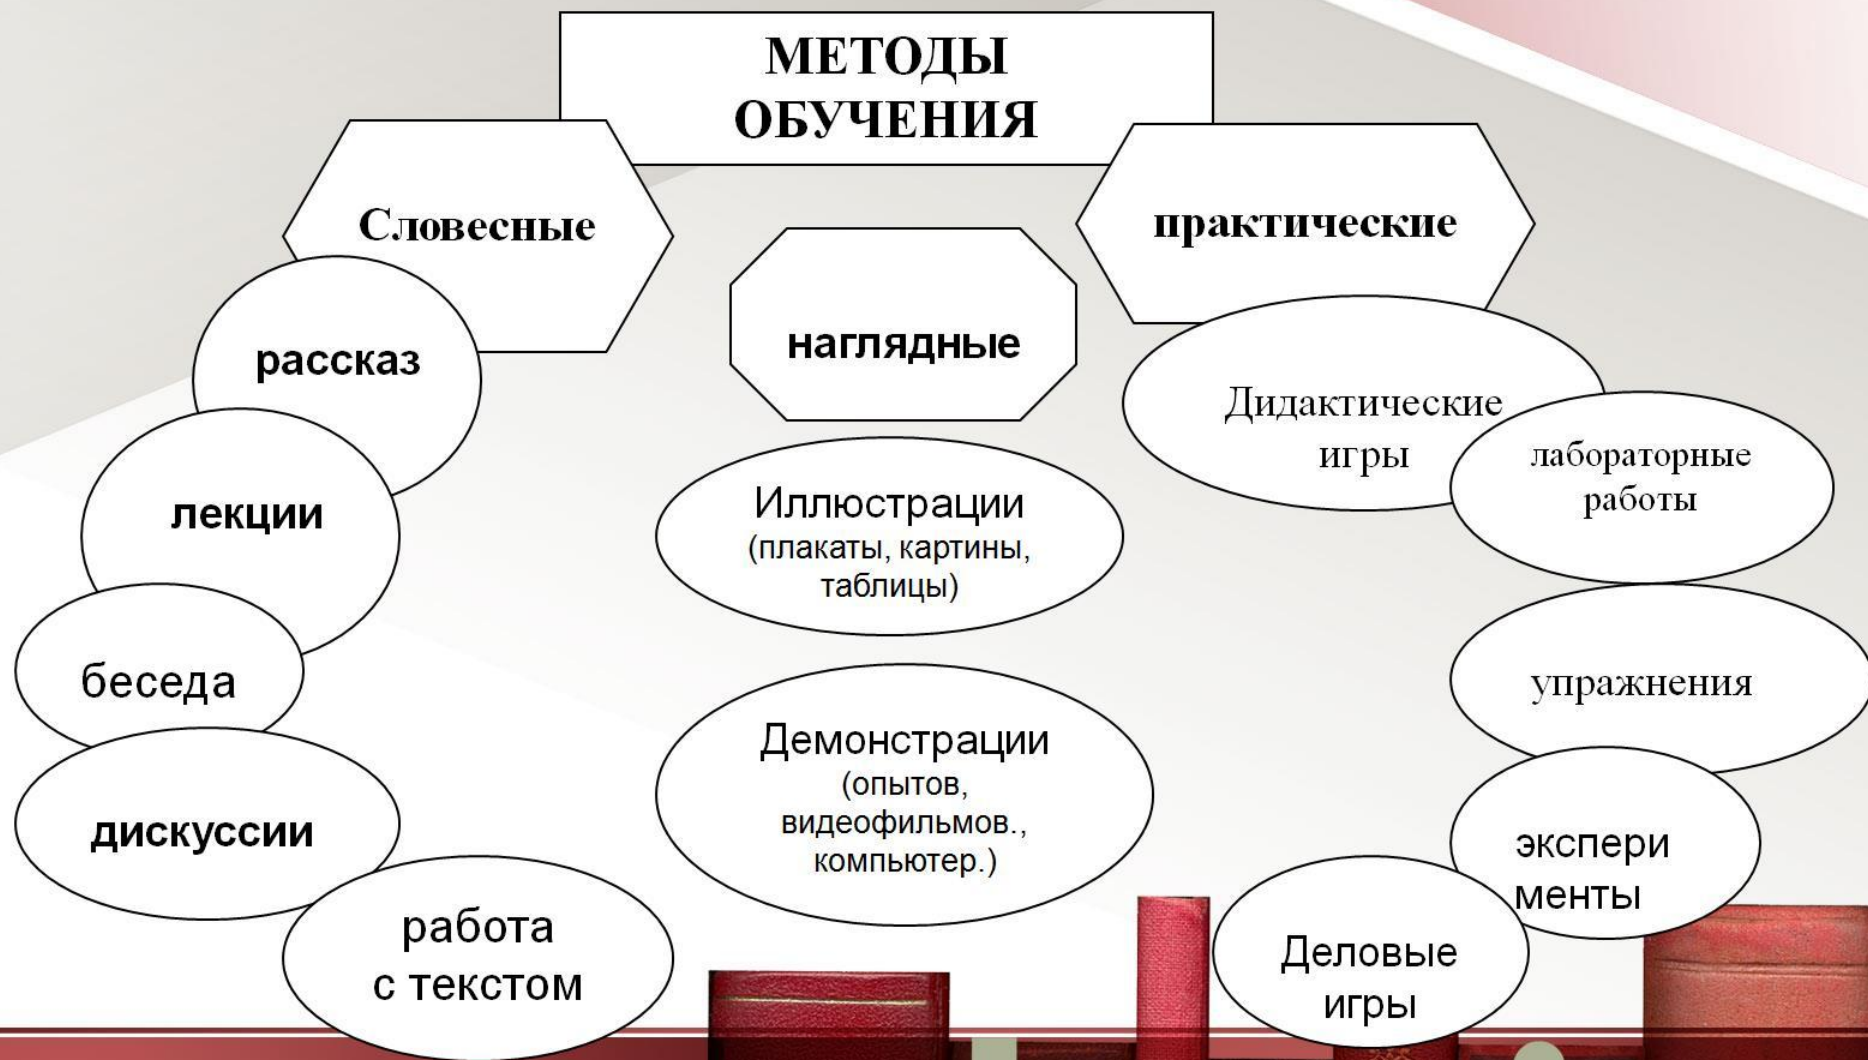 МЕТОДЫ
ОБУЧЕНИЯ
Словесные
рассказ
лекции
беседа
дискуссии
работа
с текстом
наглядные
Иллюстрации
(плакаты, картины,
таблицы)
Демонстрации
(опытов,
видеофильмов.,
компьютер.)
практические
Дидактические
игры
лабораторные
работы
упражнения
экспери
менты
Деловые
игры